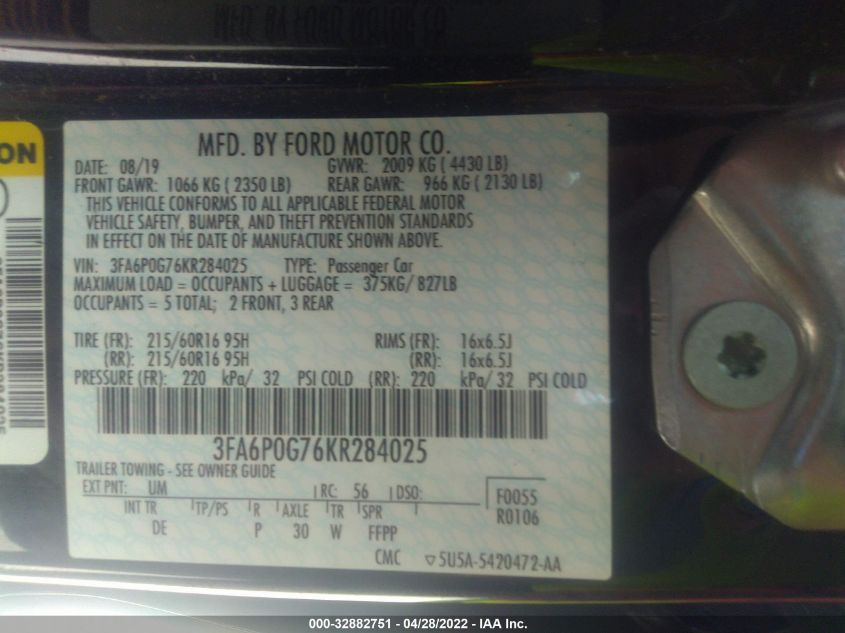 MFD. BY FORD MOTOR CO.
DATE: 08/19 GVWR: 2009 KG ( 4430 LB)
FRONT GAWR: 1066 KG ( 2350 LB) REAR GAWR: 966 KG ( 2130 LB)
THIS VEHICLE CONFORMS TO ALL APPLICABLE FEDERAL MOTOR
VEHICLE SAFETY, BUMPER, AND THEFT PREVENTION STANDARDS
IN EFFECT ON THE DATE OF MANUFACTURE SHOWN ABOVE.
VIN: 3FA6P0G76KR284025 TYPE: Passenger Car
MAXIMUM LOAD = OCCUPANTS + LUGGAGE = 375KG/ 827LB
OCCUPANTS = 5 TOTAL; 2 FRONT, 3 REAR
TIRE (FR): 215/60R16 95H RIMS (FR): 16x6.5J
(RR): 215/60R16 95H (RR): 16x6.5J
PRESSURE (FR): 220 kPa/ 32 PSI COLD (RR): 220 kPa/ 32 PSI COLD
3FA6P0G76KR284025
TRAILER TOWING - SEE OWNER GUIDE
EXT PNT: UM RC: 56 DSO: F0055
INT TR TP/PS R AXLE TR SPR R0106
DE P 30 W FFPP
CMC ▽5U5A-5420472-AA
ON
000-32882751 - 04/28/2022 - IAA Inc.